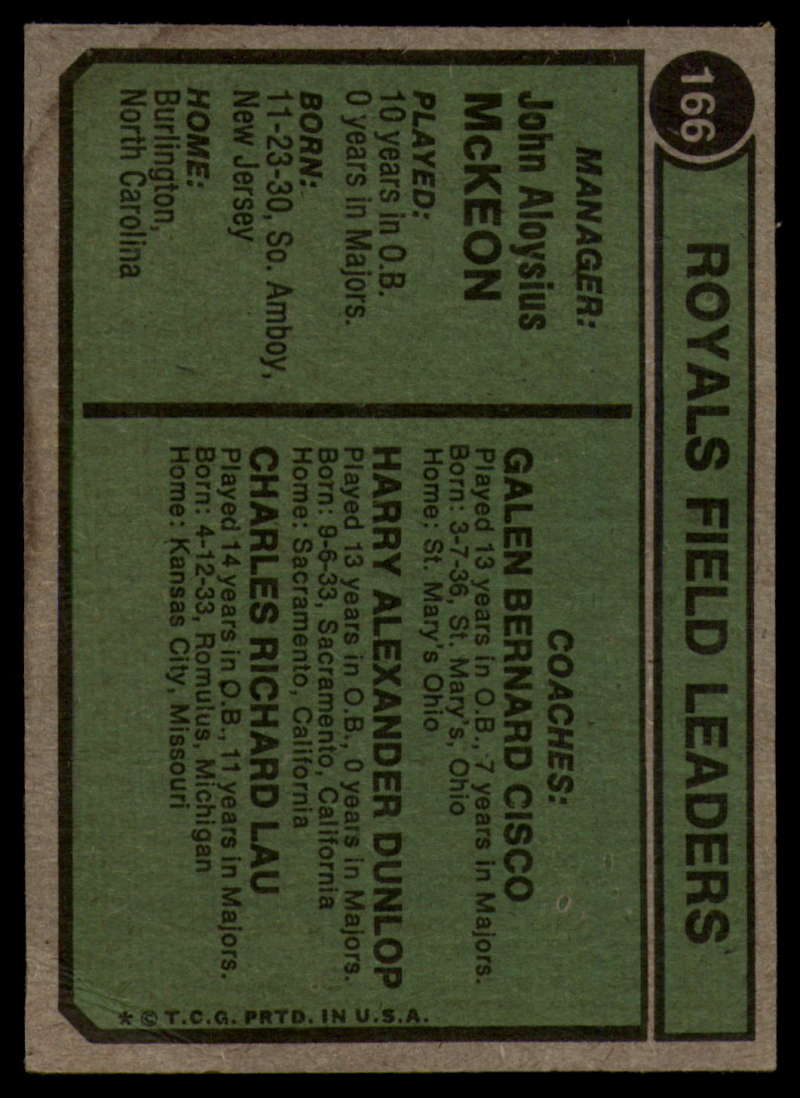 166
ROYALS FIELD LEADERS
MANAGER:
John Aloysius
McKEON
PLAYED:
10 years in O.B.
0 years in Majors.
BORN:
11-23-30, So. Amboy,
New Jersey
HOME:
Burlington,
North Carolina
COACHES:
GALEN BERNARD CISCO
Played 13 years in O.B., 7 years in Majors.
Born: 3-7-36, St. Mary's, Ohio
Home: St. Mary's Ohio
HARRY ALEXANDER DUNLOP
Played 13 years in O.B., 0 years in Majors.
Born: 9-6-33, Sacramento, California
Home: Sacramento, California
CHARLES RICHARD LAU
Played 14 years in O.B., 11 years in Majors.
Born: 4-12-33, Romulus, Michigan
Home: Kansas City, Missouri
* © T.C.G. PRTD. IN U.S.A.